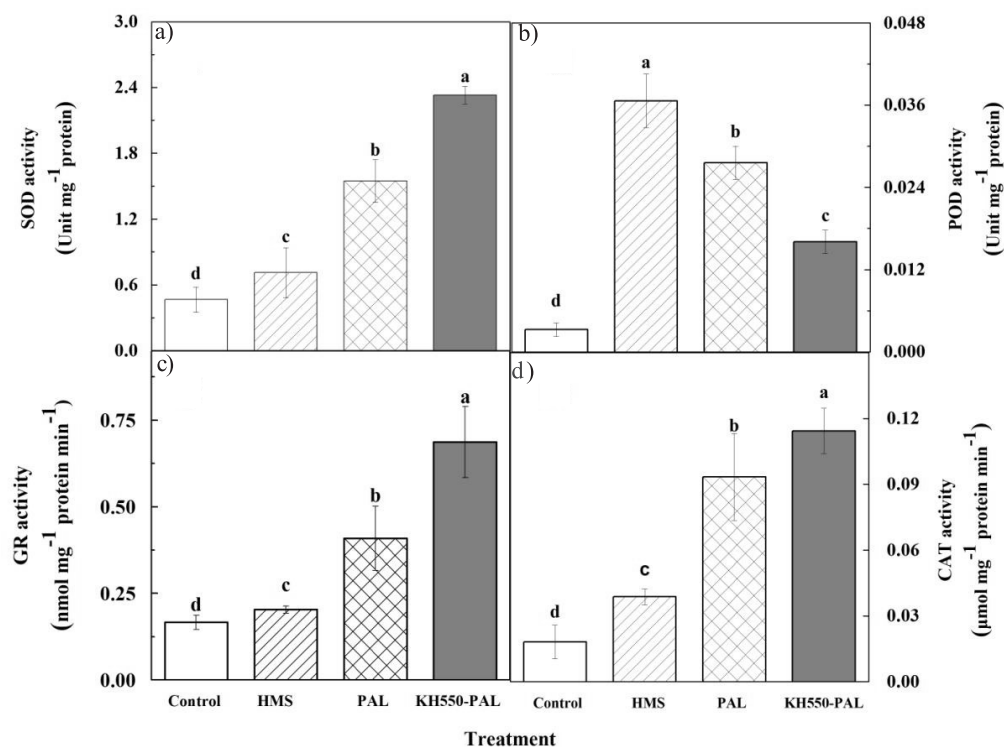 a)
SOD activity
(Unit mg-1 protein)
3.0
2.4
1.8
1.2
0.6
0.0
d
c
b
a
b)
POD activity
(Unit mg-1 protein)
0.048
0.036
0.024
0.012
0.000
d
a
b
c
c)
GR activity
(nmol mg-1 protein min-1)
0.75
0.50
0.25
0.00
d
c
b
a
Control HMS PAL KH550-PAL
d)
CAT activity
(μmol mg-1 protein min-1)
0.12
0.09
0.06
0.03
0.00
d
c
b
a
Control HMS PAL KH550-PAL
Treatment